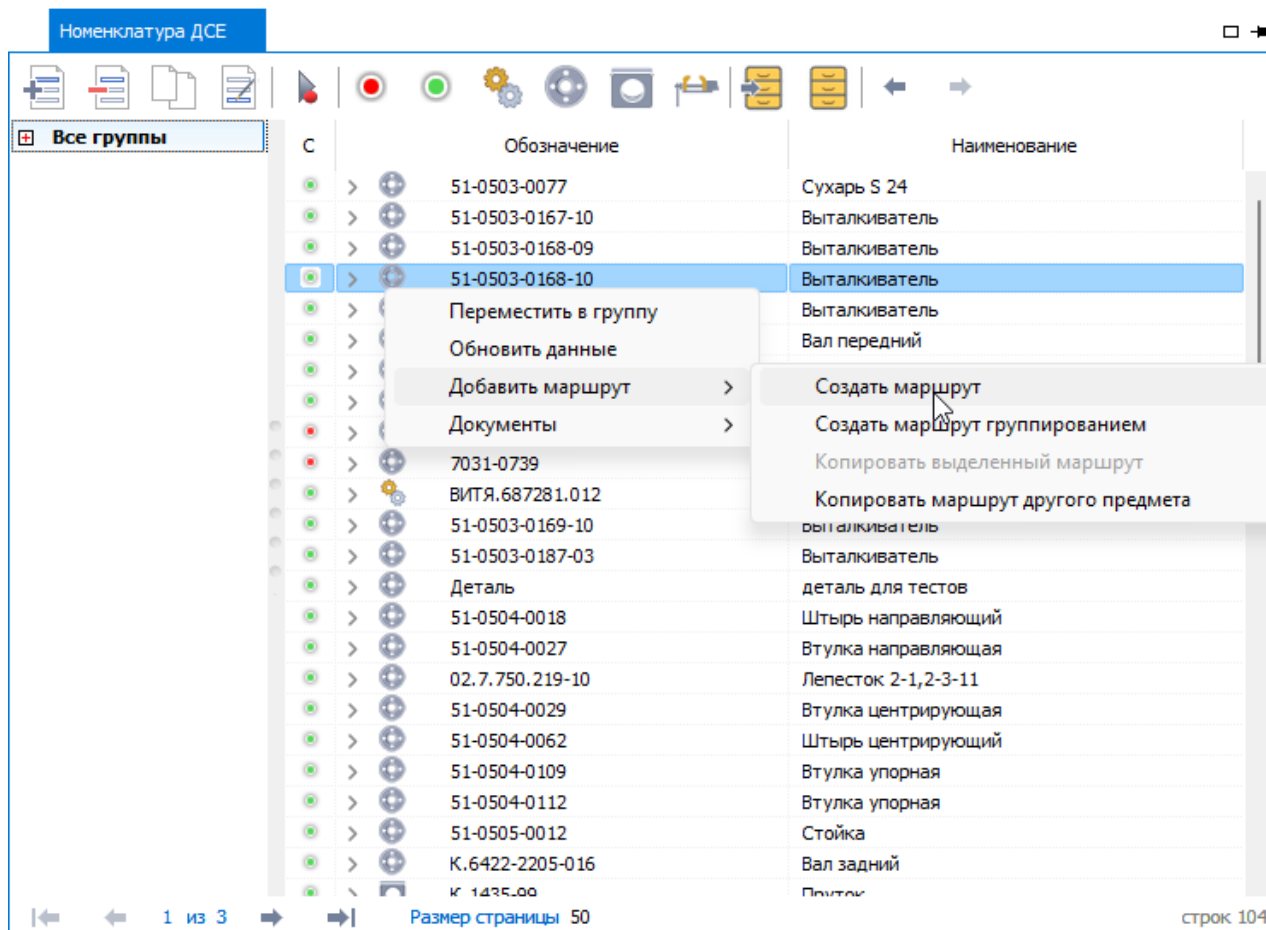 Номенклатура ДСЕ
Все группы
С Обозначение Наименование
51-0503-0077 Сухарь S 24
51-0503-0167-10 Выталкиватель
51-0503-0168-09 Выталкиватель
51-0503-0168-10 Выталкиватель
Переместить в группу Выталкиватель
Обновить данные Вал передний
Добавить маршрут Создать маршрут
Документы Создать маршрут группированием
7031-0739 Копировать выделенный маршрут
ВИТЯ.687281.012 Копировать маршрут другого предмета
51-0503-0169-10 Выталкиватель
51-0503-0187-03 Выталкиватель
Деталь деталь для тестов
51-0504-0018 Штырь направляющий
51-0504-0027 Втулка направляющая
02.7.750.219-10 Лепесток 2-1,2-3-11
51-0504-0029 Втулка центрирующая
51-0504-0062 Штырь центрирующий
51-0504-0109 Втулка упорная
51-0504-0112 Втулка упорная
51-0505-0012 Стойка
К.6422-2205-016 Вал задний
К.1435-99 Пруток
1 из 3 Размер страницы 50 строк 104